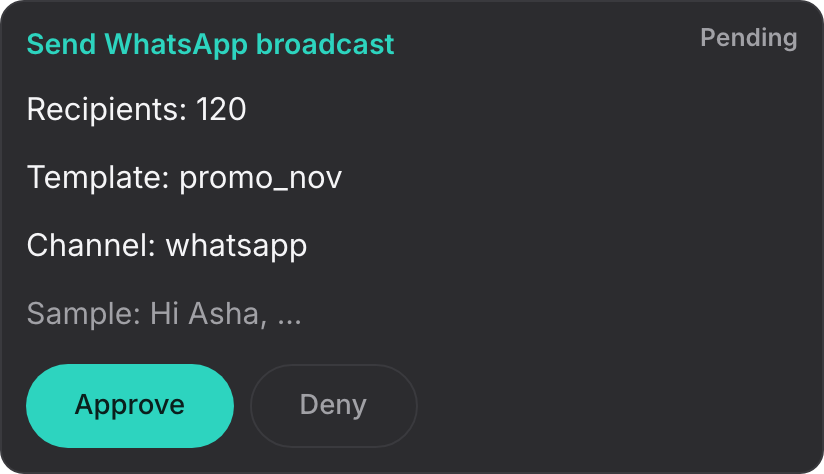 Send WhatsApp broadcast
Pending
Recipients: 120
Template: promo_nov
Channel: whatsapp
Sample: Hi Asha, ...
Approve
Deny